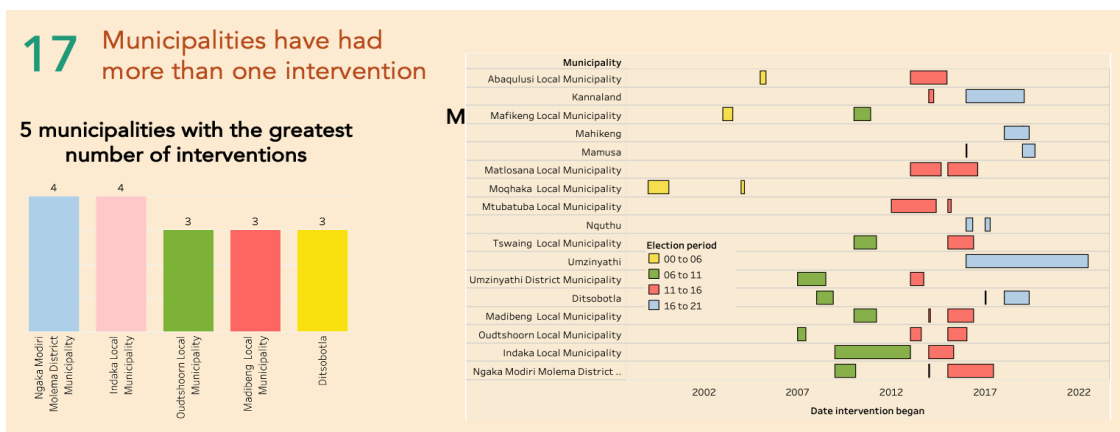 17
Municipalities have had
more than one intervention
5 municipalities with the greatest
number of interventions
4
4
3
3
3
Ngaka Modiri
Molema District
Municipality
Indaka Local
Municipality
Oudtshoorn Local
Municipality
Madibeng Local
Municipality
Ditsobotla
M
Municipality
Abaqulusi Local Municipality
Kannaland
Mafikeng Local Municipality
Mahikeng
Mamusa
Matlosana Local Municipality
Moqhaka Local Municipality
Mtubatuba Local Municipality
Nquthu
Tswaing Local Municipality
Umzinyathi
Umzinyathi District Municipality
Ditsobotla
Madibeng Local Municipality
Oudtshoorn Local Municipality
Indaka Local Municipality
Ngaka Modiri Molema District ..
Election period
00 to 06
06 to 11
11 to 16
16 to 21
2002 2007 2012 2017 2022
Date intervention began